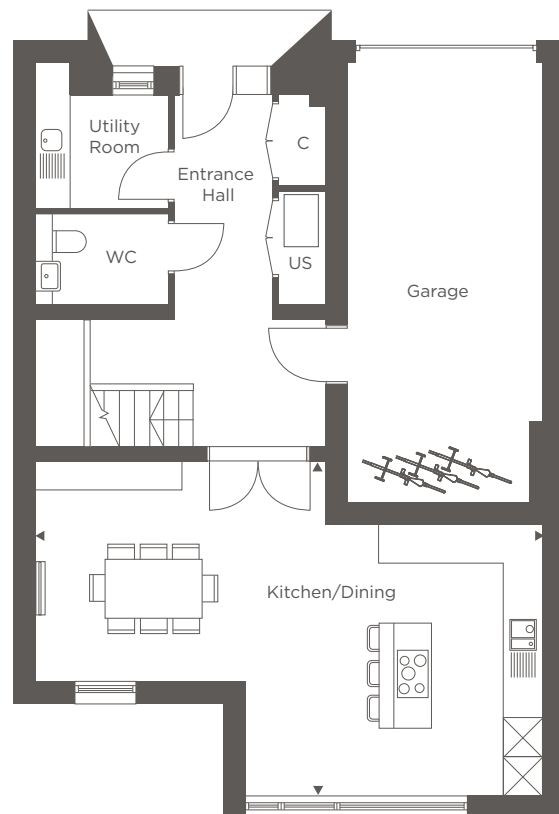 Utility
Room
Entrance
Hall
C
WC
US
Garage
Kitchen/Dining